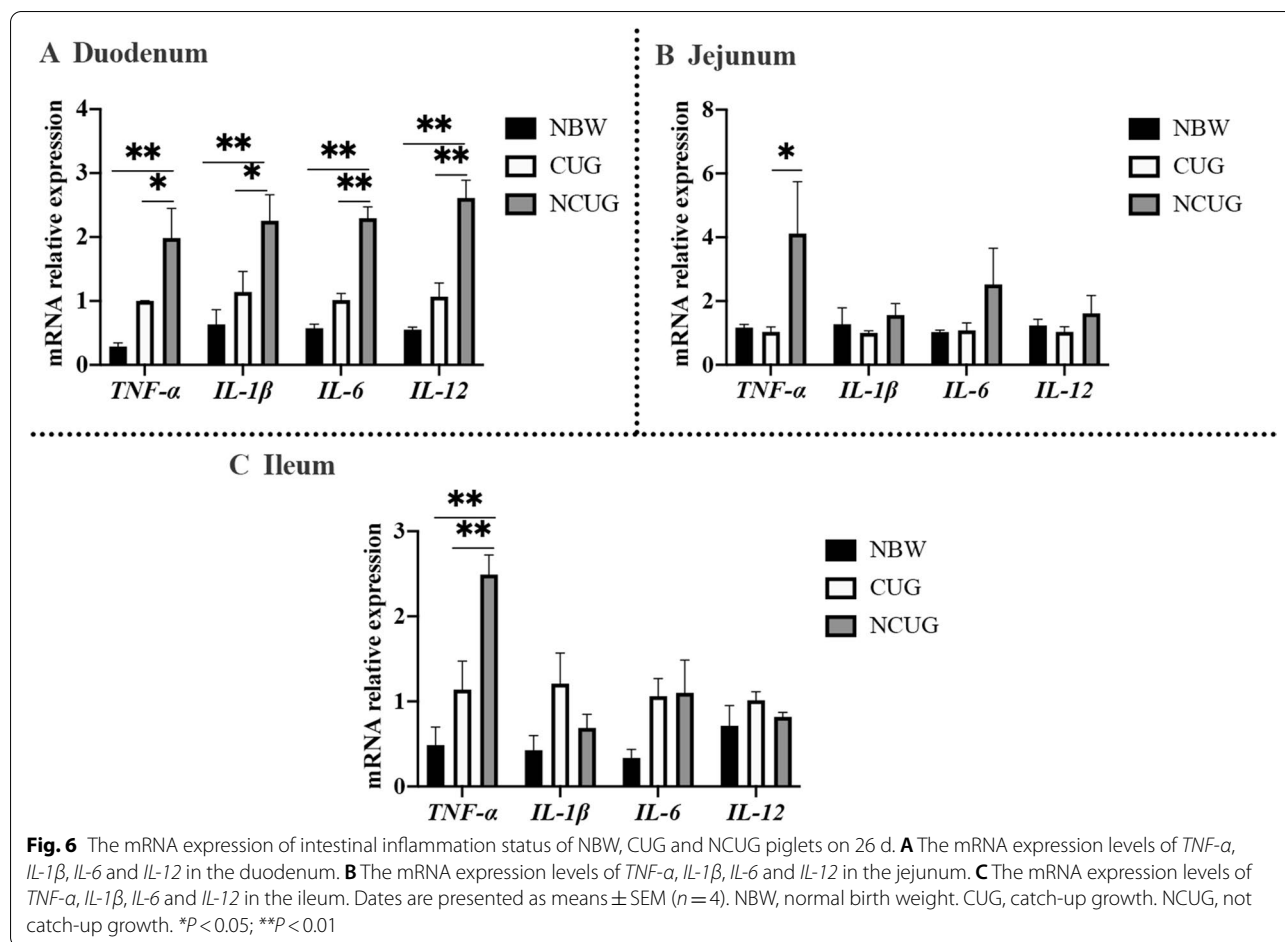 A Duodenum
mRNA relative expression
4
3
2
1
0
** ** ** **
* * ** **
TNF-α IL-1β IL-6 IL-12
NBW
CUG
NCUG
B Jejunum
mRNA relative expression
8
6
4
2
0
*
TNF-α IL-1β IL-6 IL-12
NBW
CUG
NCUG
C Ileum
mRNA relative expression
3
2
1
0
**
**
TNF-α IL-1β IL-6 IL-12
NBW
CUG
NCUG
Fig. 6 The mRNA expression of intestinal inflammation status of NBW, CUG and NCUG piglets on 26 d. A The mRNA expression levels of TNF-α,
IL-1β, IL-6 and IL-12 in the duodenum. B The mRNA expression levels of TNF-α, IL-1β, IL-6 and IL-12 in the jejunum. C The mRNA expression levels of
TNF-α, IL-1β, IL-6 and IL-12 in the ileum. Dates are presented as means ± SEM (n = 4). NBW, normal birth weight. CUG, catch-up growth. NCUG, not
catch-up growth. *P < 0.05; **P < 0.01